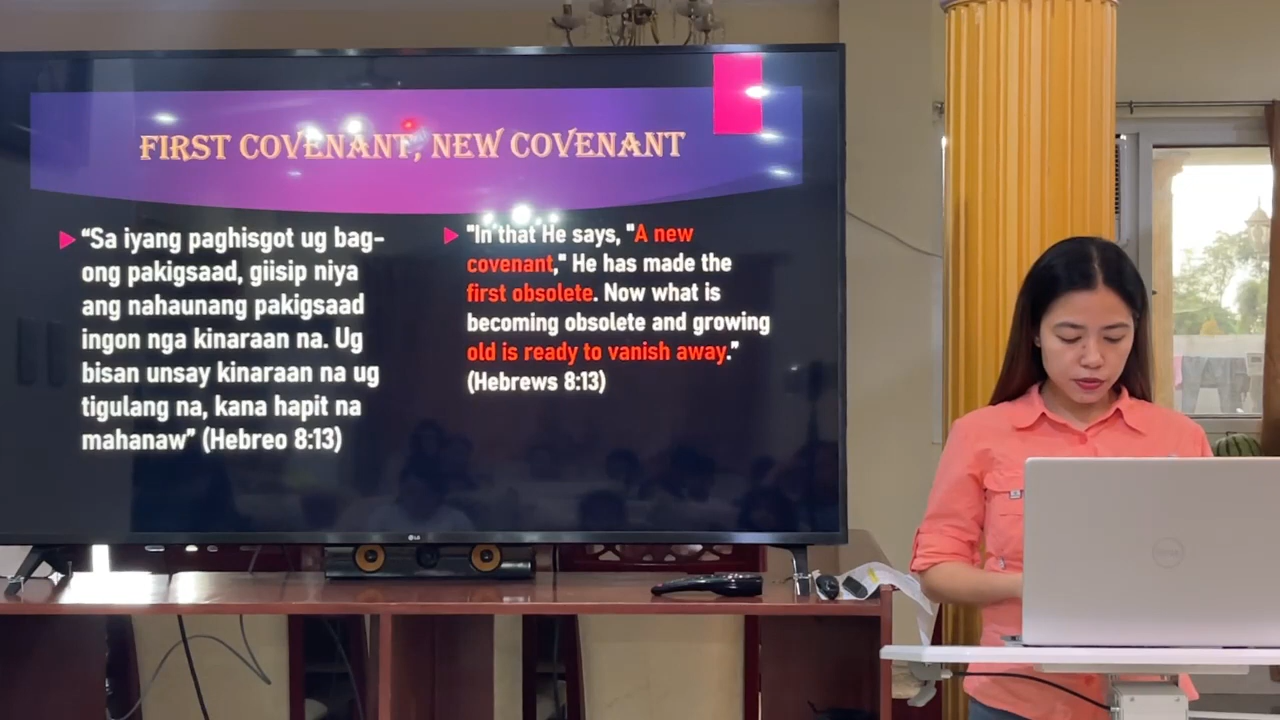 FIRST COVENANT, NEW COVENANT
“Sa iyang paghisgot ug bag-
ong pakigsaad, giisip niya
ang nahaunang pakigsaad
ingon nga kinaraan na. Ug
bisan unsay kinaraan na ug
tigulang na, kana hapit na
mahanaw” (Hebreo 8:13)
"In that He says, "A new
covenant," He has made the
first obsolete. Now what is
becoming obsolete and growing
old is ready to vanish away.”
(Hebrews 8:13)
LG
DELL